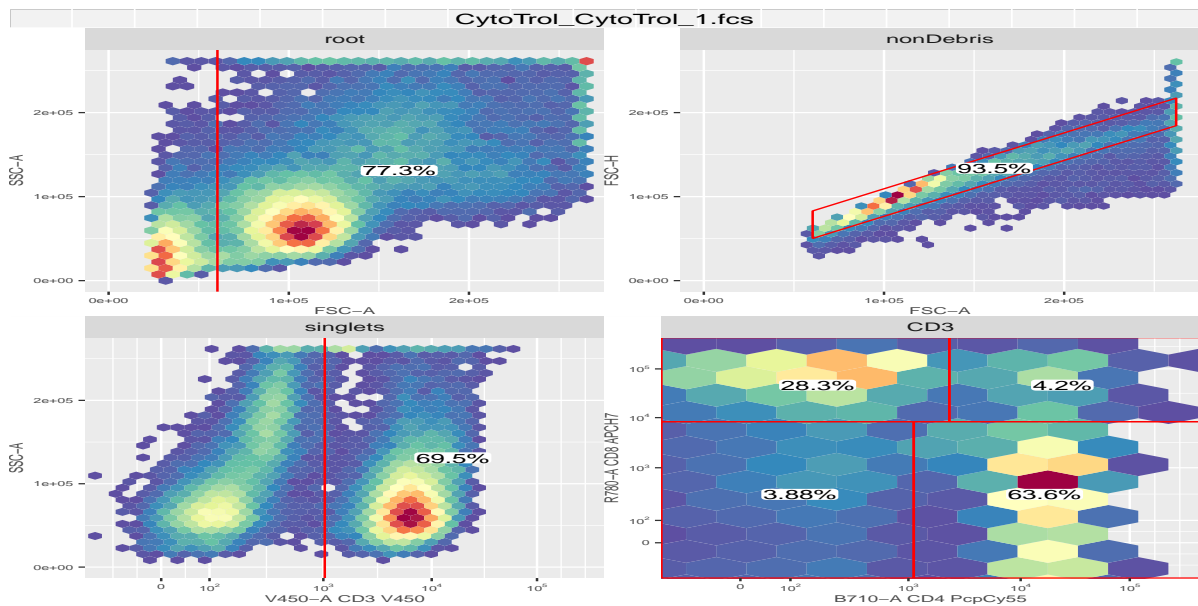 CytoTrol_CytoTrol_1.fcs
root
SSC-A
2e+05
1e+05
0e+00
77.3%
0e+00 1e+05 2e+05
FSC-A
nonDebris
FSC-H
2e+05
1e+05
0e+00
93.5%
0e+00 1e+05 2e+05
FSC-A
singlets
SSC-A
2e+05
1e+05
0e+00
69.5%
0 10² 10³ 10⁴ 10⁵
V450-A CD3 V450
CD3
R780-A CD8 APCH7
10⁵
10⁴
10³
10²
0
28.3% 4.2%
3.88% 63.6%
0 10² 10³ 10⁴ 10⁵
B710-A CD4 PcpCy55